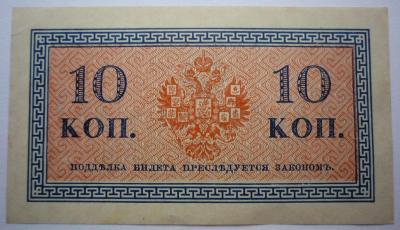 10 10
КОП. КОП.
ПОДДѢЛКА БИЛЕТА ПРЕСЛѢДУЕТСЯ ЗАКОНОМЪ.